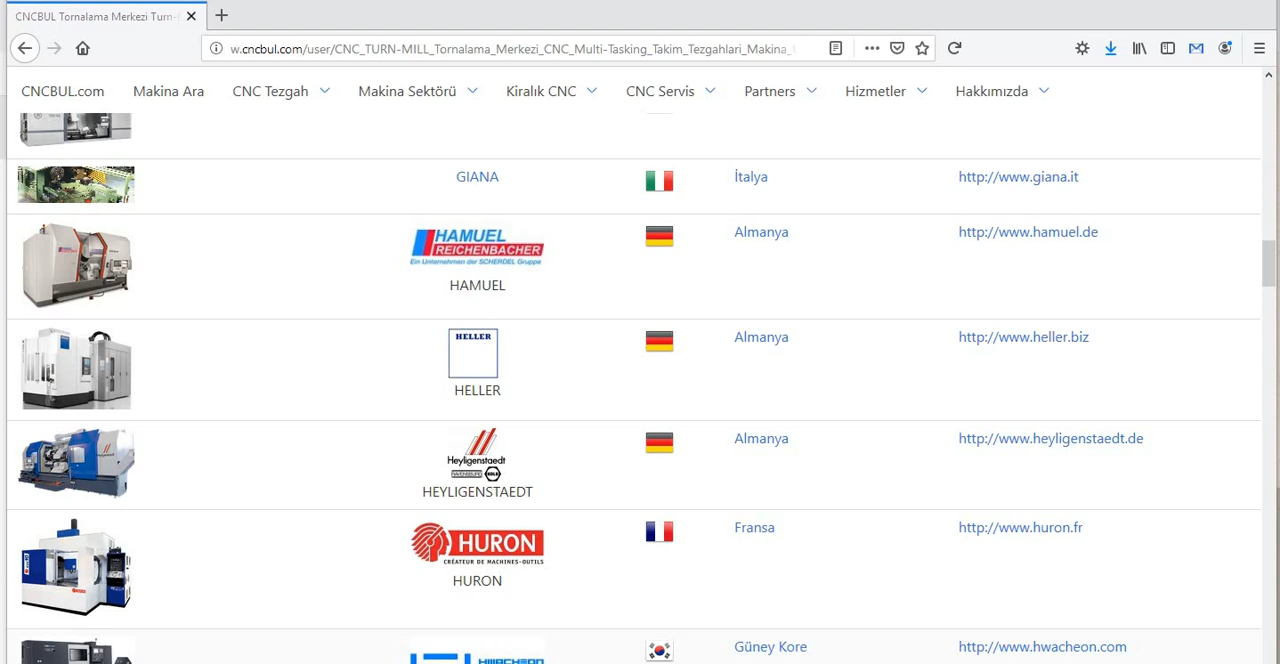 CNCBUL Tornalama Merkezi Turn-
w.cncbul.com/user/CNC_TURN-MILL_Tornalama_Merkezi_CNC_Multi-Tasking_Takim_Tezgahlari_Makina_
CNCBUL.com Makina Ara CNC Tezgah Makina Sektörü Kiralık CNC CNC Servis Partners Hizmetler Hakkımızda
GIANA İtalya http://www.giana.it
HAMUEL
REICHENBACHER
Ein Unternehmen der SCHERDEL Gruppe
HAMUEL Almanya http://www.hamuel.de
HELLER
HELLER Almanya http://www.heller.biz
Heyligenstaedt
HEYLIGENSTAEDT Almanya http://www.heyligenstaedt.de
HURON
CRÉATEUR DE MACHINES-OUTILS
HURON Fransa http://www.huron.fr
HWACHEON Güney Kore http://www.hwacheon.com